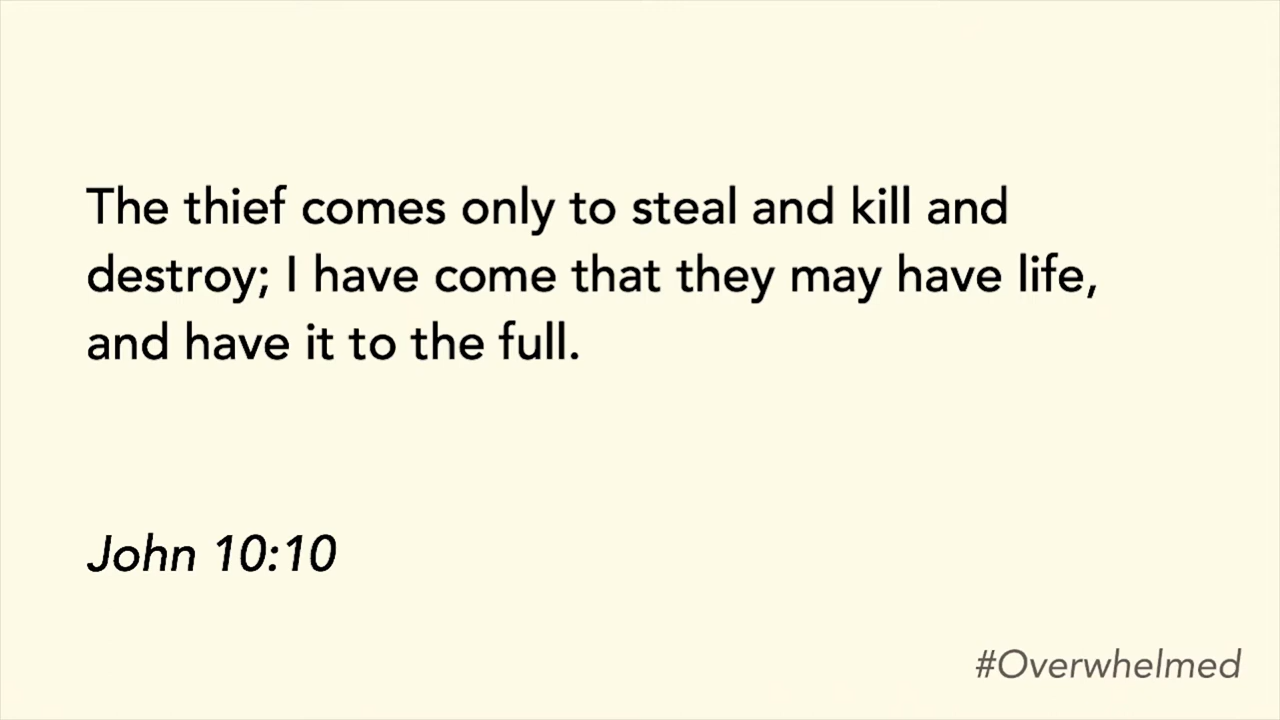 The thief comes only to steal and kill and
destroy; I have come that they may have life,
and have it to the full.
John 10:10
#Overwhelmed